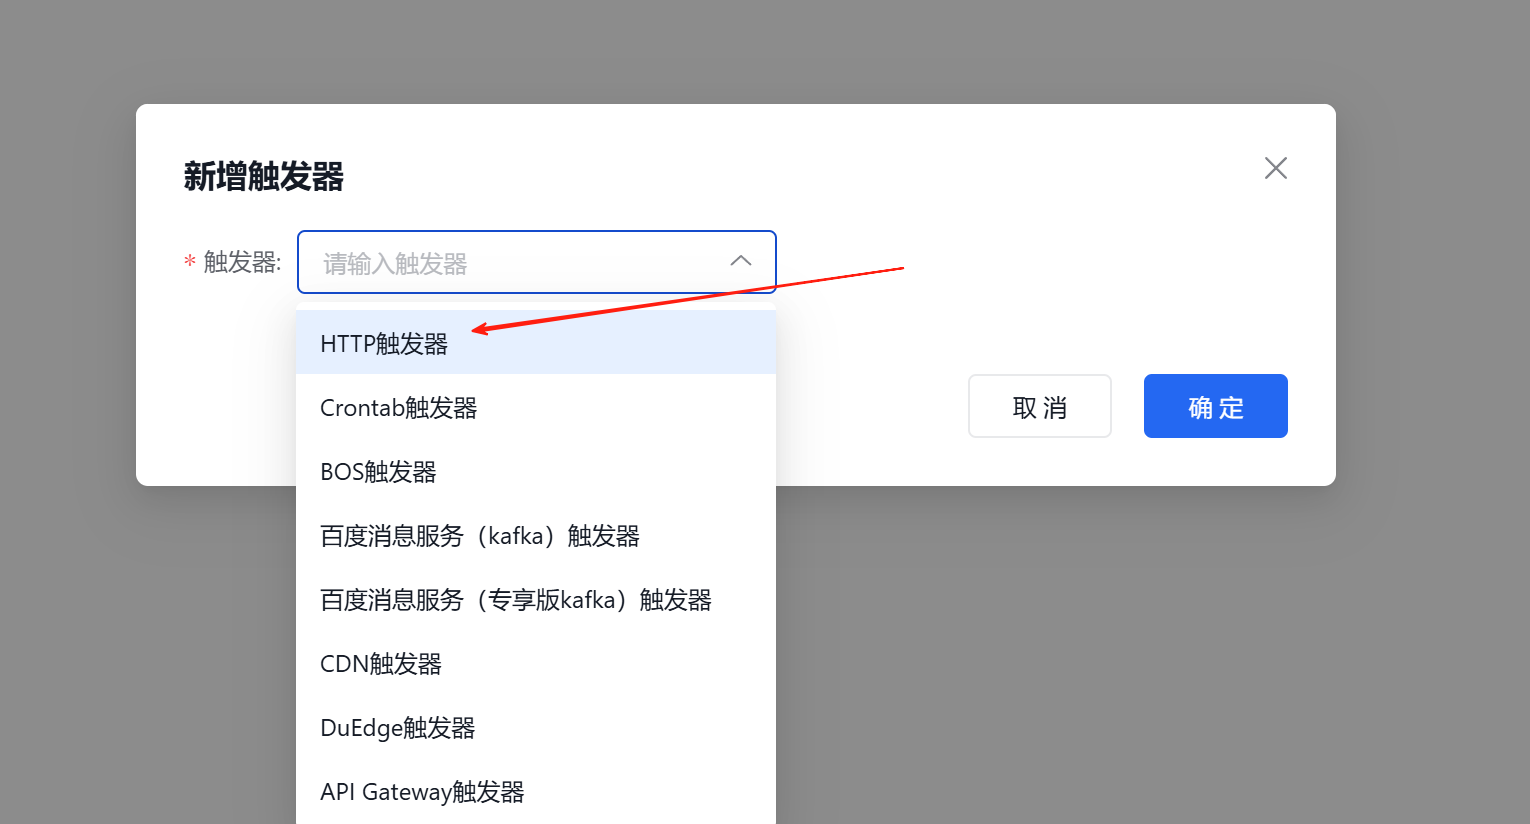 新增触发器
* 触发器: 请输入触发器
HTTP触发器
Crontab触发器
BOS触发器
百度消息服务（kafka）触发器
百度消息服务（专享版kafka）触发器
CDN触发器
DuEdge触发器
API Gateway触发器
取消 确定